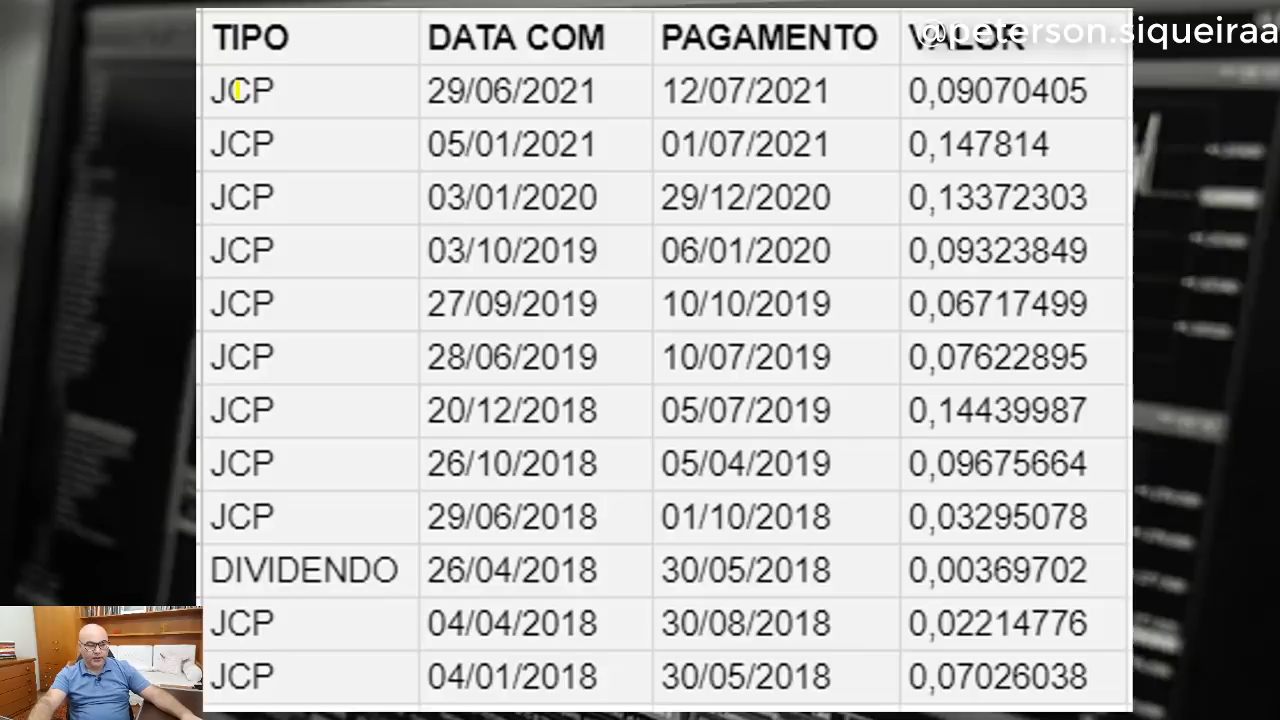 @peterson.siqueiraa
TIPO DATA COM PAGAMENTO VALOR
JCP 29/06/2021 12/07/2021 0,09070405
JCP 05/01/2021 01/07/2021 0,147814
JCP 03/01/2020 29/12/2020 0,13372303
JCP 03/10/2019 06/01/2020 0,09323849
JCP 27/09/2019 10/10/2019 0,06717499
JCP 28/06/2019 10/07/2019 0,07622895
JCP 20/12/2018 05/07/2019 0,14439987
JCP 26/10/2018 05/04/2019 0,09675664
JCP 29/06/2018 01/10/2018 0,03295078
DIVIDENDO 26/04/2018 30/05/2018 0,00369702
JCP 04/04/2018 30/08/2018 0,02214776
JCP 04/01/2018 30/05/2018 0,07026038